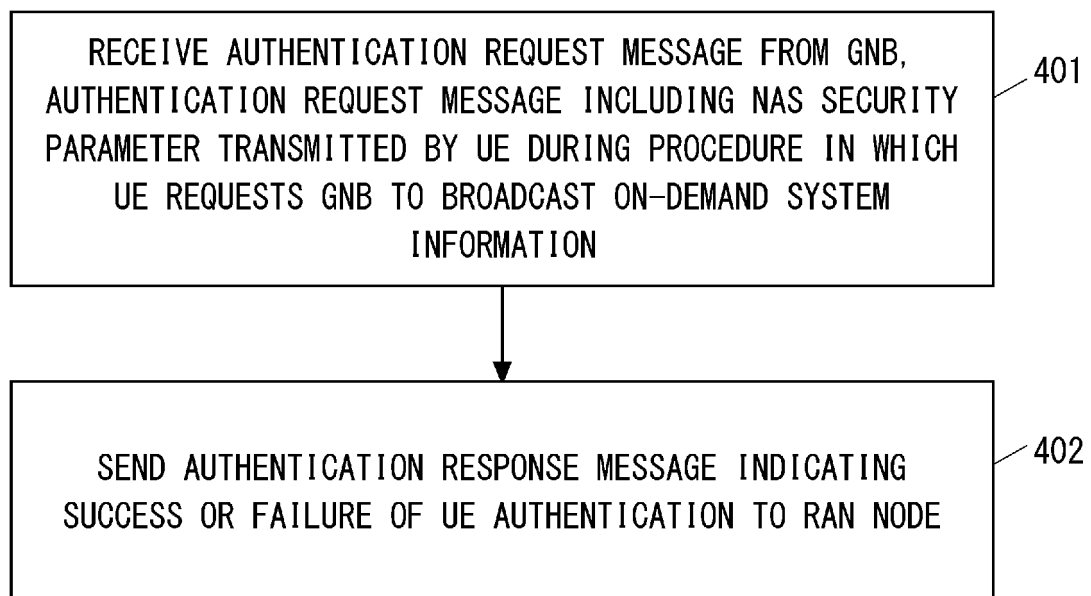 RECEIVE AUTHENTICATION REQUEST MESSAGE FROM GNB,
AUTHENTICATION REQUEST MESSAGE INCLUDING NAS SECURITY
PARAMETER TRANSMITTED BY UE DURING PROCEDURE IN WHICH
UE REQUESTS GNB TO BROADCAST ON-DEMAND SYSTEM
INFORMATION
401
SEND AUTHENTICATION RESPONSE MESSAGE INDICATING
SUCCESS OR FAILURE OF UE AUTHENTICATION TO RAN NODE
402